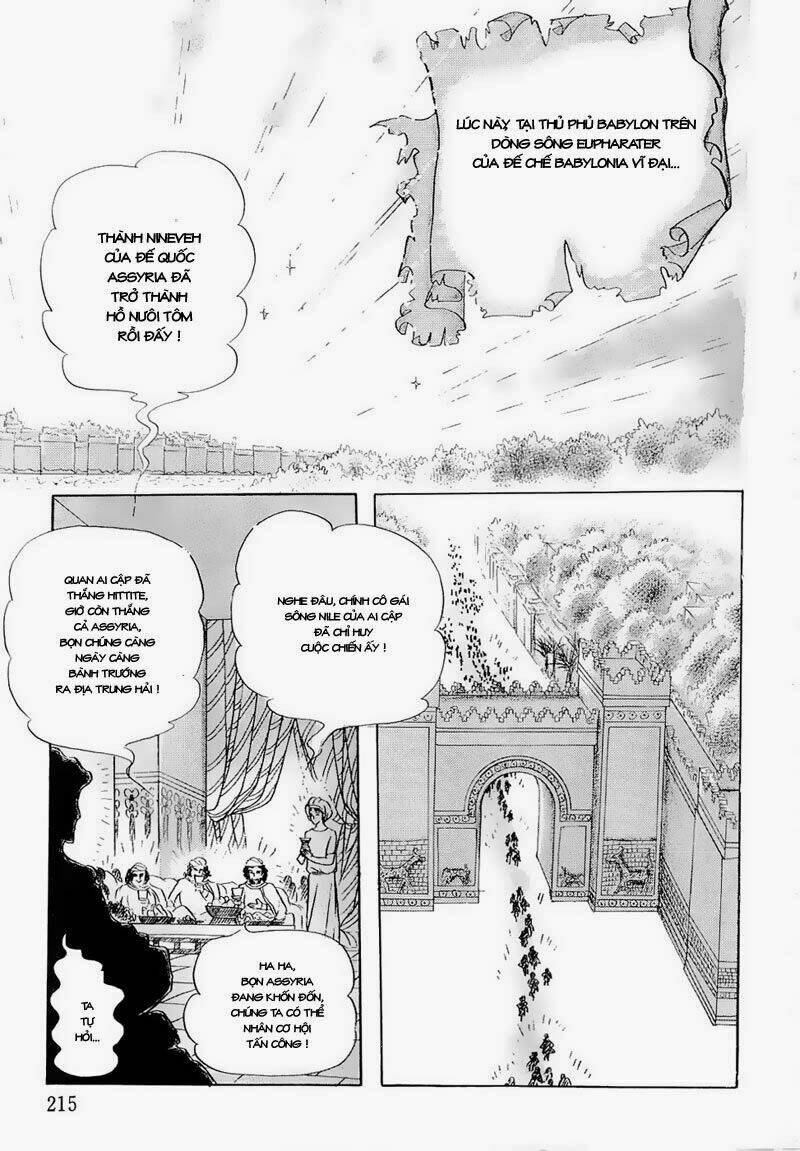 LÚC NÀY, TẠI THỦ PHỦ BABYLON TRÊN
DÒNG SÔNG EUPHARATER
CỦA ĐẾ CHẾ BABYLONIA VĨ ĐẠI...
THÀNH NINEVEH
CỦA ĐẾ QUỐC
ASSYRIA ĐÃ
TRỞ THÀNH
HỒ NUÔI TÔM
RỒI ĐẤY !
NGHE ĐÂU, CHÍNH CÔ GÁI
SÔNG NILE CỦA AI CẬP
ĐÃ CHỈ HUY
CUỘC CHIẾN ẤY !
QUAN AI CẬP ĐÃ
THẮNG HITTITE,
GIỜ CÒN THẮNG
CẢ ASSYRIA,
BỌN CHÚNG CÀNG
NGÀY CÀNG
BÀNH TRƯỚNG
RA ĐỊA TRUNG HẢI !
HA HA,
BỌN ASSYRIA
ĐANG KHỐN ĐỐN,
CHÚNG TA CÓ THỂ
NHÂN CƠ HỘI
TẤN CÔNG !
TA
TỰ
HỎI...
215